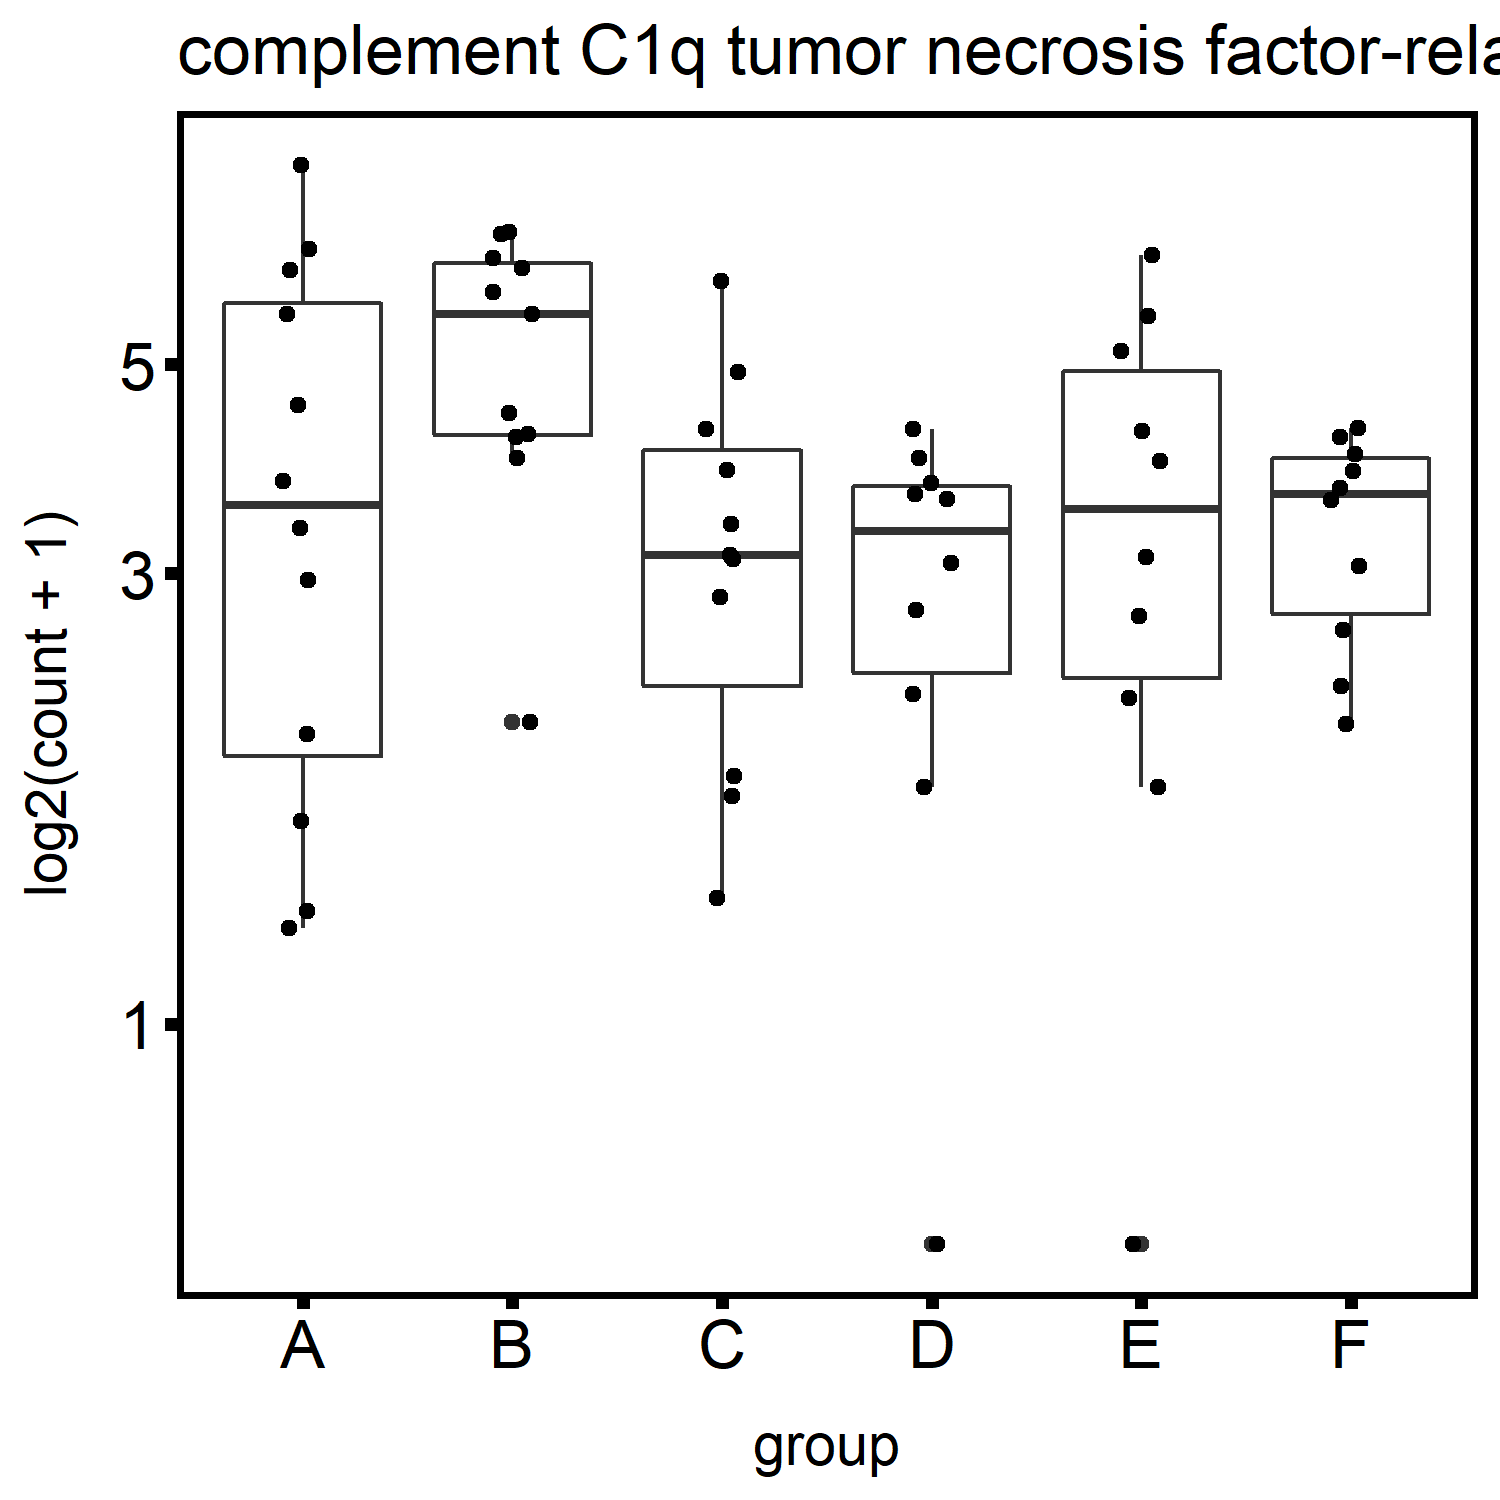 complement C1q tumor necrosis factor-rela
log2(count + 1)
5
3
1
A B C D E F
group